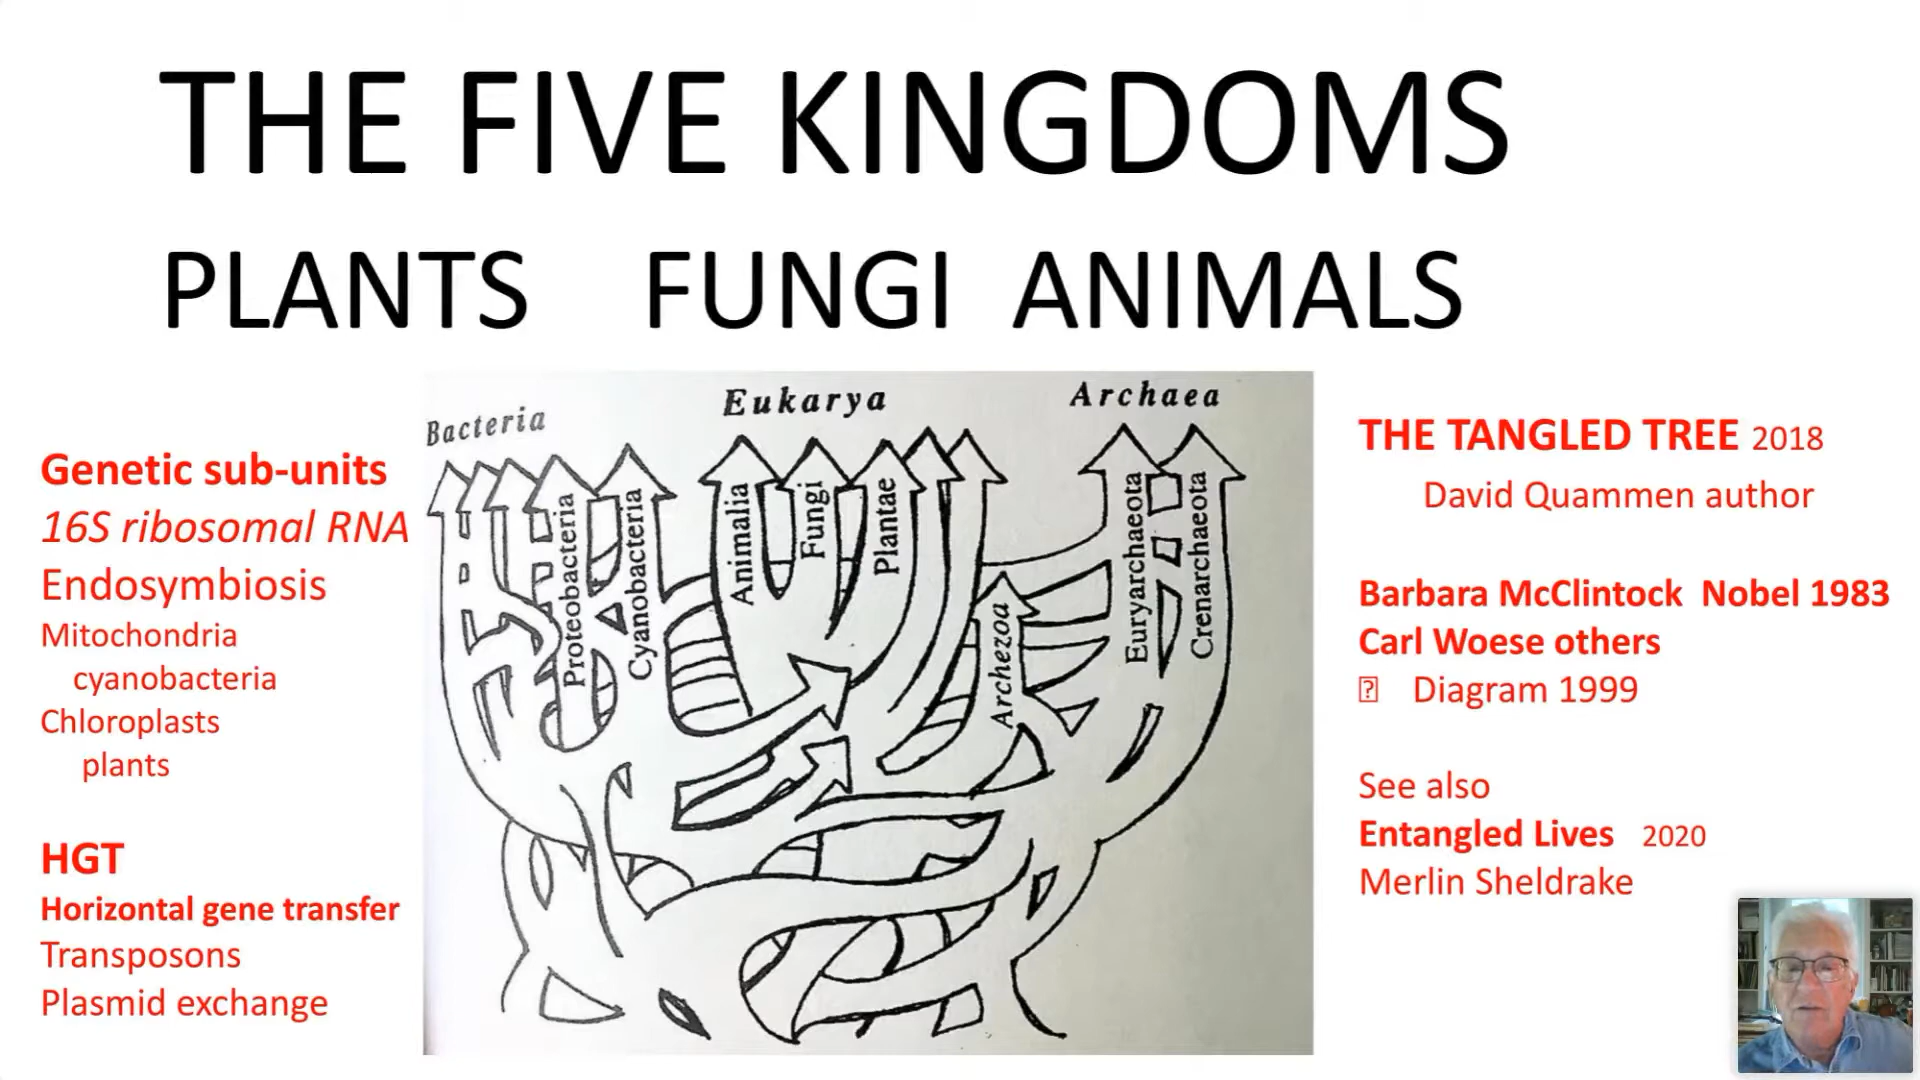 THE FIVE KINGDOMS
PLANTS FUNGI ANIMALS
Genetic sub-units
16S ribosomal RNA
Endosymbiosis
Mitochondria
cyanobacteria
Chloroplasts
plants
HGT
Horizontal gene transfer
Transposons
Plasmid exchange
Bacteria
Eukarya
Archaea
Proteobacteria
Cyanobacteria
Animalia
Fungi
Plantae
Archezoa
Euryarchaeota
Crenarchaeota
THE TANGLED TREE 2018
David Quammen author
Barbara McClintock Nobel 1983
Carl Woese others
Diagram 1999
See also
Entangled Lives 2020
Merlin Sheldrake